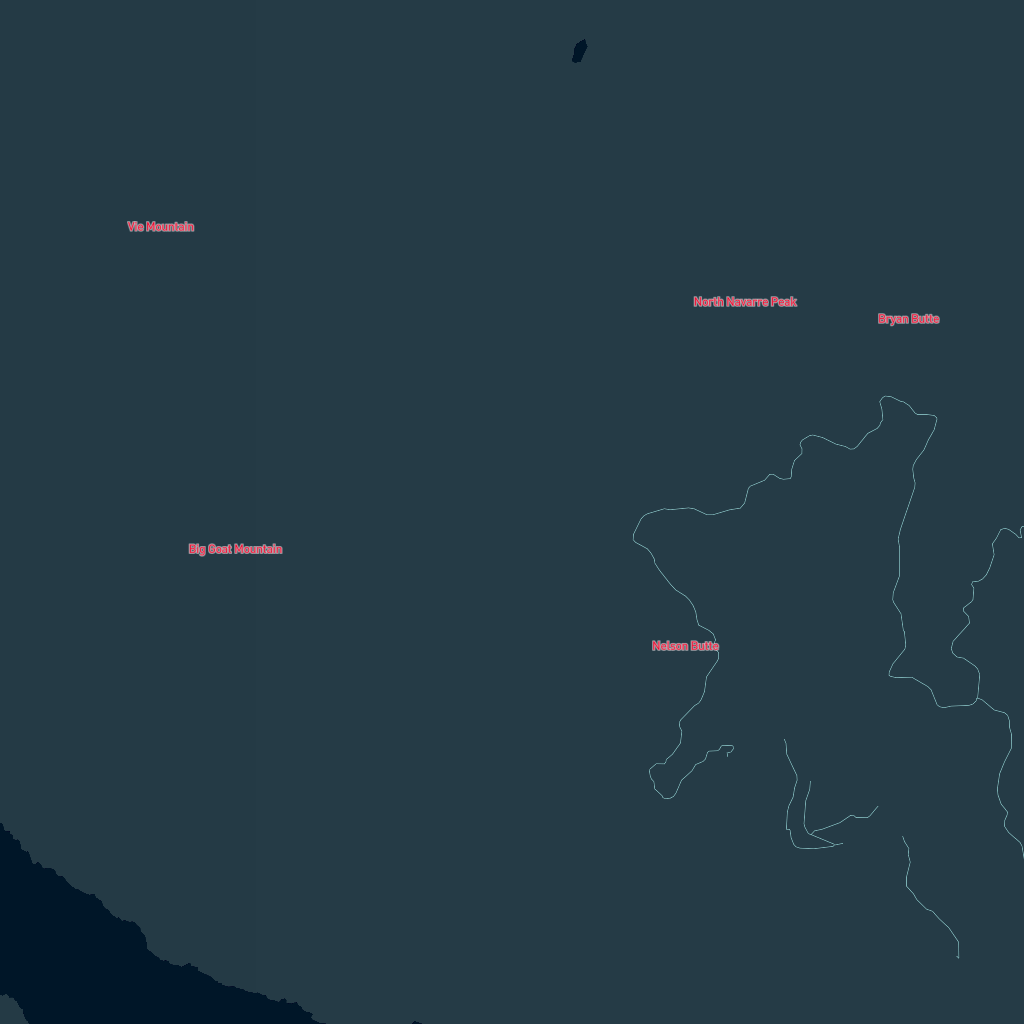 Vie Mountain
North Navarre Peak
Bryan Butte
Big Goat Mountain
Nelson Butte